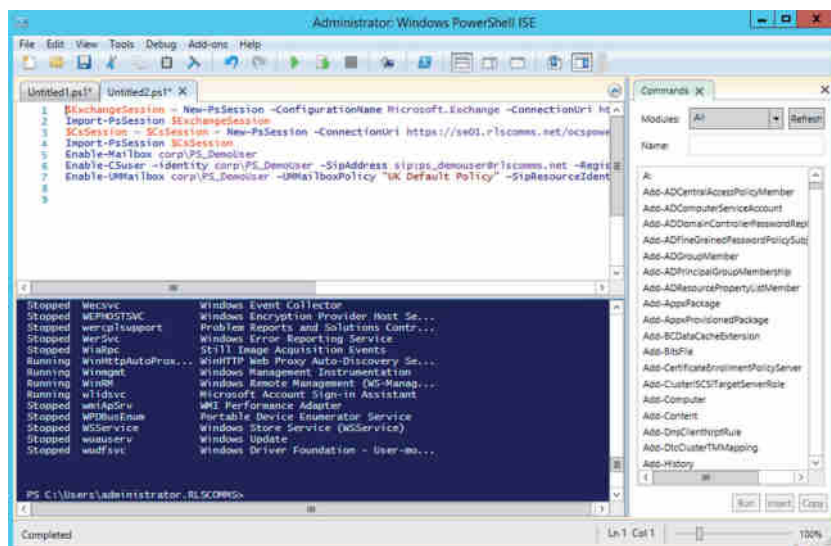 Administrator: Windows PowerShell ISE
File Edit View Tools Debug Add-ons Help
Untitled1.ps1* Untitled2.ps1* X
1 $ExchangeSession = New-PsSession -ConfigurationName Microsoft.Exchange -ConnectionUri ht
2 Import-PsSession $ExchangeSession
3 $CsSession = $CsSession = New-PsSession -ConnectionUri https://se01.rlscomms.net/ocspowe
4 Import-PsSession $CsSession
5 Enable-Mailbox corp\PS_DemoUser
6 Enable-CSuser -identity corp\PS_DemoUser -SipAddress sip:ps_demouser@rlscomms.net -Regis
7 Enable-UMMailbox corp\PS_DemoUser -UMMailboxPolicy "UK Default Policy" -SipResourceIdent
8
9
Stopped Wecsvc Windows Event Collector
Stopped WEPHOSTSVC Windows Encryption Provider Host Se...
Stopped wercplsupport Problem Reports and Solutions Contr...
Stopped WerSvc Windows Error Reporting Service
Stopped WiaRpc Still Image Acquisition Events
Running WinHttpAutoProx... WinHTTP Web Proxy Auto-Discovery Se...
Running Winmgmt Windows Management Instrumentation
Running WinRM Windows Remote Management (WS-Manag...
Running wlidsvc Microsoft Account Sign-in Assistant
Stopped wmiApSrv WMI Performance Adapter
Stopped WPDBusEnum Portable Device Enumerator Service
Stopped WSService Windows Store Service (WSService)
Stopped wuauserv Windows Update
Stopped wudfsvc Windows Driver Foundation - User-mo...
PS C:\Users\administrator.RLSCOMMS>
Commands X
Modules: All Refresh
Name:
A:
Add-ADCentralAccessPolicyMember
Add-ADComputerServiceAccount
Add-ADDomainControllerPasswordRepl
Add-ADFineGrainedPasswordPolicySubj
Add-ADGroupMember
Add-ADPrincipalGroupMembership
Add-ADResourcePropertyListMember
Add-AppxPackage
Add-AppxProvisionedPackage
Add-BCDataCacheExtension
Add-BitsFile
Add-CertificateEnrollmentPolicyServer
Add-ClusteriSCSITargetServerRole
Add-Computer
Add-Content
Add-DnsClientNrptRule
Add-DtcClusterTMMapping
Add-History
Run Insert Copy
Completed
Ln 1 Col 1
100%